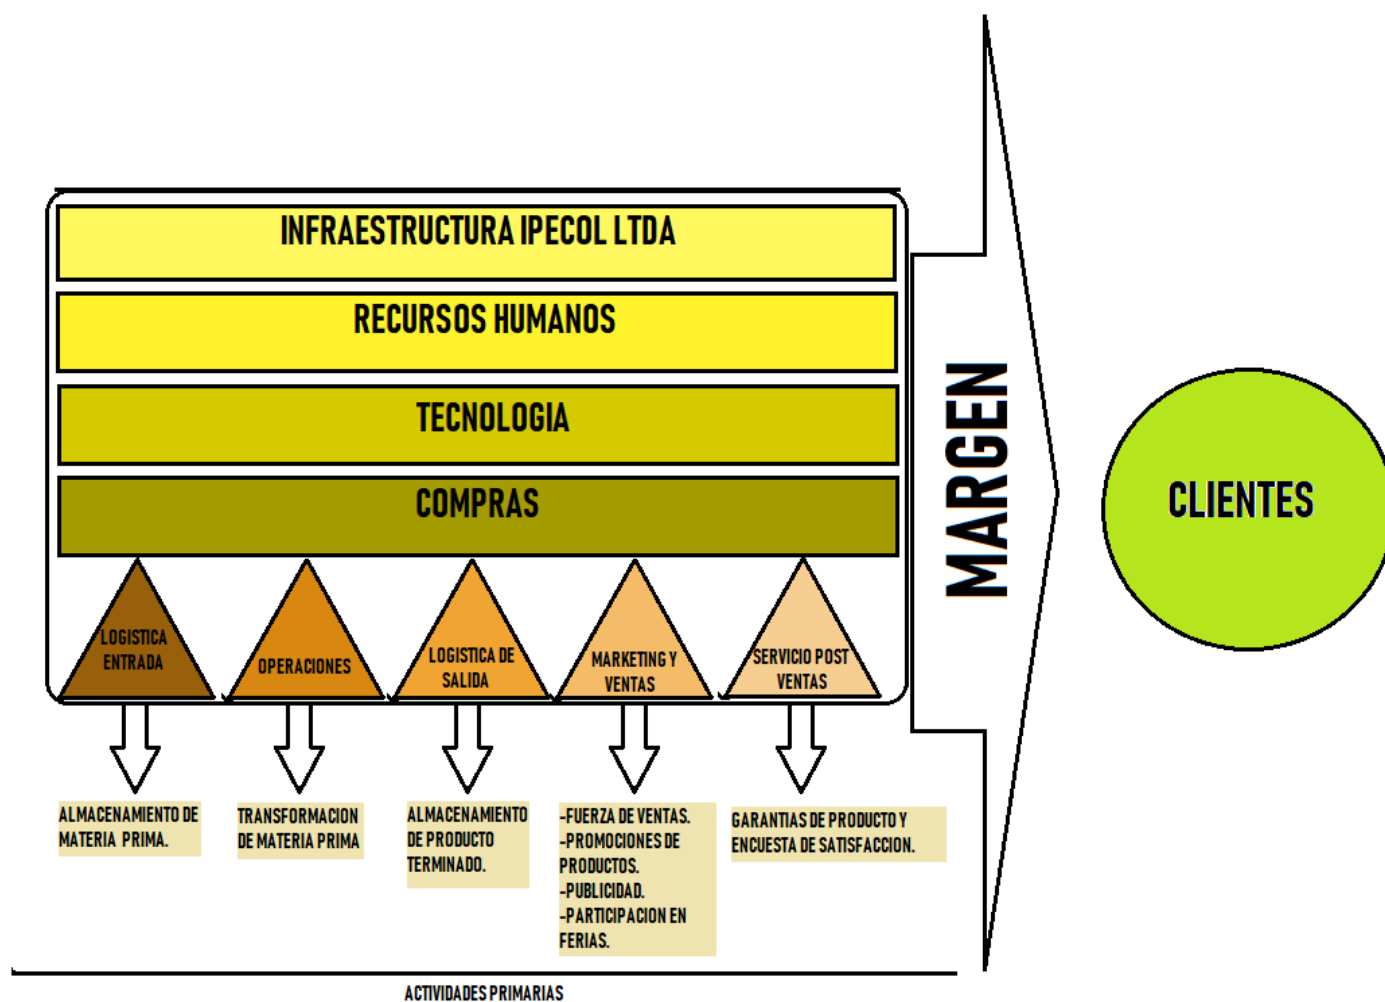 INFRAESTRUCTURA IPECOL LTDA
RECURSOS HUMANOS
TECNOLOGIA
COMPRAS
LOGISTICA
ENTRADA
OPERACIONES
LOGISTICA DE
SALIDA
MARKETING Y
VENTAS
SERVICIO POST
VENTAS
MARGEN
CLIENTES
ALMACENAMIENTO DE
MATERIA PRIMA.
TRANSFORMACION
DE MATERIA PRIMA
ALMACENAMIENTO
DE PRODUCTO
TERMINADO.
-FUERZA DE VENTAS.
-PROMOCIONES DE
PRODUCTOS.
-PUBLICIDAD.
-PARTICIPACION EN
FERIAS.
GARANTIAS DE PRODUCTO Y
ENCUESTA DE SATISFACCION.
ACTIVIDADES PRIMARIAS